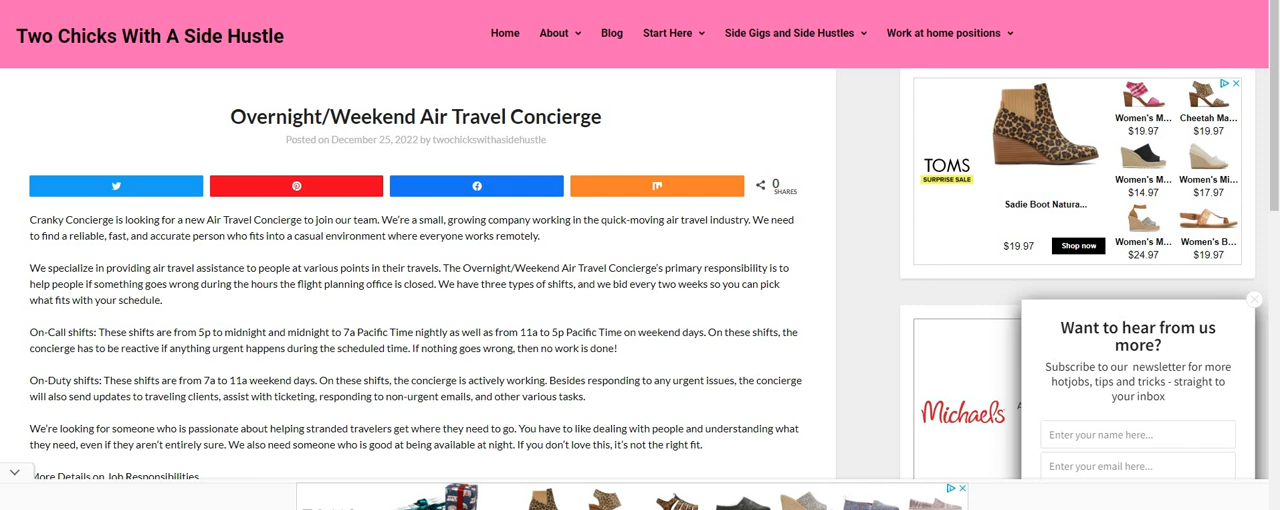 Two Chicks With A Side Hustle
Home About Blog Start Here Side Gigs and Side Hustles Work at home positions
Overnight/Weekend Air Travel Concierge
Posted on December 25, 2022 by twochickswithasidehustle
0
SHARES
Cranky Concierge is looking for a new Air Travel Concierge to join our team. We're a small, growing company working in the quick-moving air travel industry. We need
to find a reliable, fast, and accurate person who fits into a casual environment where everyone works remotely.
We specialize in providing air travel assistance to people at various points in their travels. The Overnight/Weekend Air Travel Concierge's primary responsibility is to
help people if something goes wrong during the hours the flight planning office is closed. We have three types of shifts, and we bid every two weeks so you can pick
what fits with your schedule.
On-Call shifts: These shifts are from 5p to midnight and midnight to 7a Pacific Time nightly as well as from 11a to 5p Pacific Time on weekend days. On these shifts, the
concierge has to be reactive if anything urgent happens during the scheduled time. If nothing goes wrong, then no work is done!
On-Duty shifts: These shifts are from 7a to 11a weekend days. On these shifts, the concierge is actively working. Besides responding to any urgent issues, the concierge
will also send updates to traveling clients, assist with ticketing, responding to non-urgent emails, and other various tasks.
We're looking for someone who is passionate about helping stranded travelers get where they need to go. You have to like dealing with people and understanding what
they need, even if they aren't entirely sure. We also need someone who is good at being available at night. If you don't love this, it's not the right fit.
More Details on Job Responsibilities
TOMS
SURPRISE SALE
Sadie Boot Natura...
$19.97
Shop now
Women's M... Cheetah Ma...
$19.97 $19.97
Women's M... Women's Mi...
$14.97 $17.97
Women's M... Women's B...
$24.97 $19.97
Michaels
A
Want to hear from us
more?
Subscribe to our newsletter for more
hotjobs, tips and tricks - straight to
your inbox
Enter your name here...
Enter your email here...